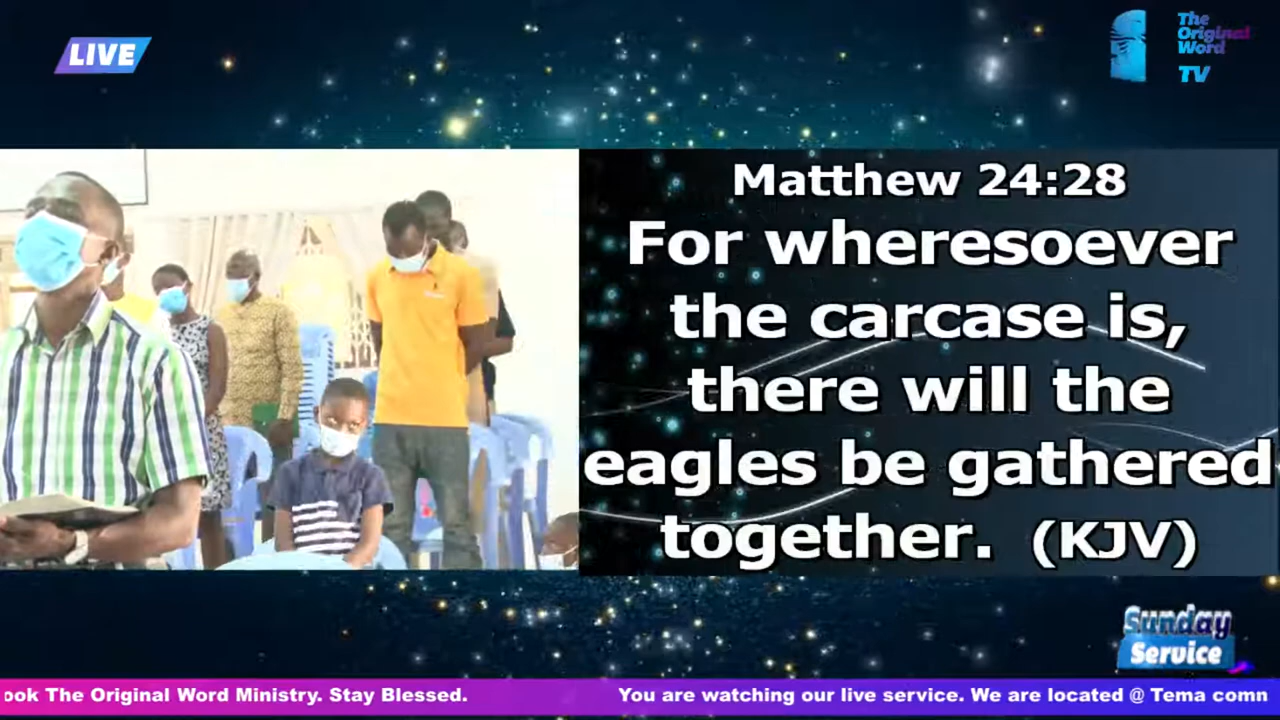 LIVE
The
Original
Word
TV
Matthew 24:28
For wheresoever
the carcase is,
there will the
eagles be gathered
together. (KJV)
Sunday
Service
ook The Original Word Ministry. Stay Blessed. You are watching our live service. We are located @ Tema comn